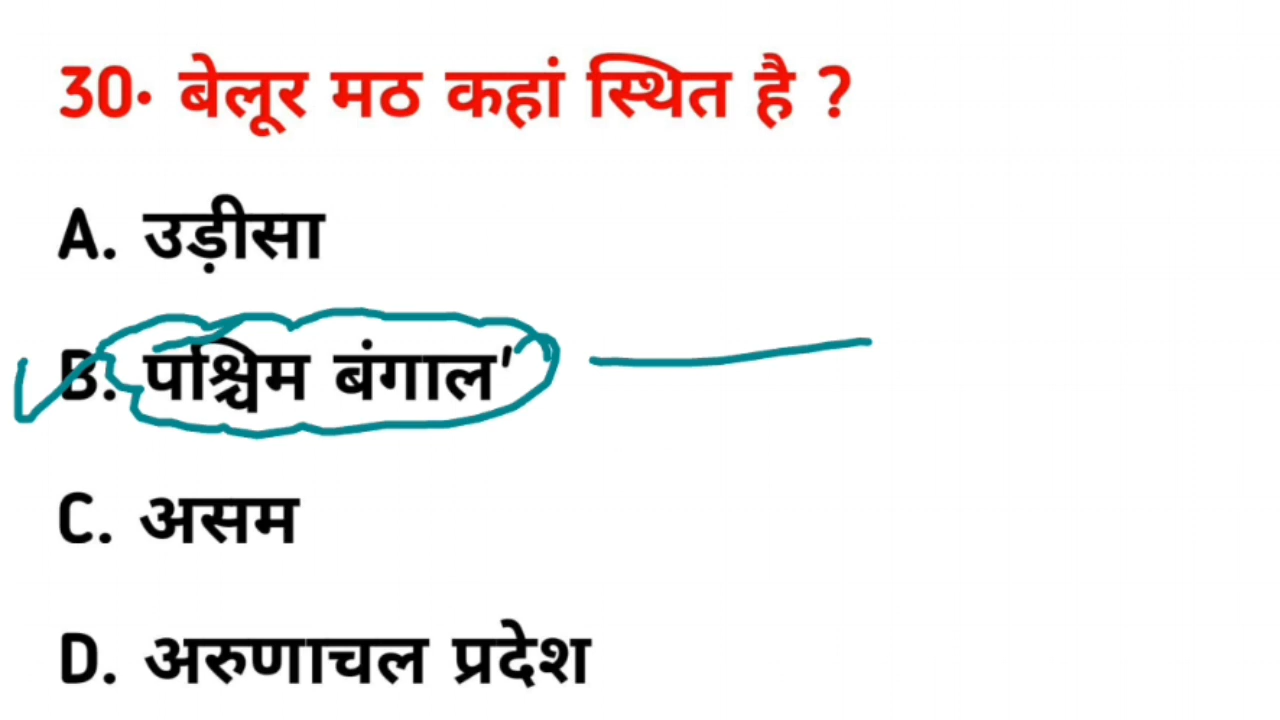 30· बेलूर मठ कहां स्थित है ?
A. उड़ीसा
B. पश्चिम बंगाल'
C. असम
D. अरुणाचल प्रदेश